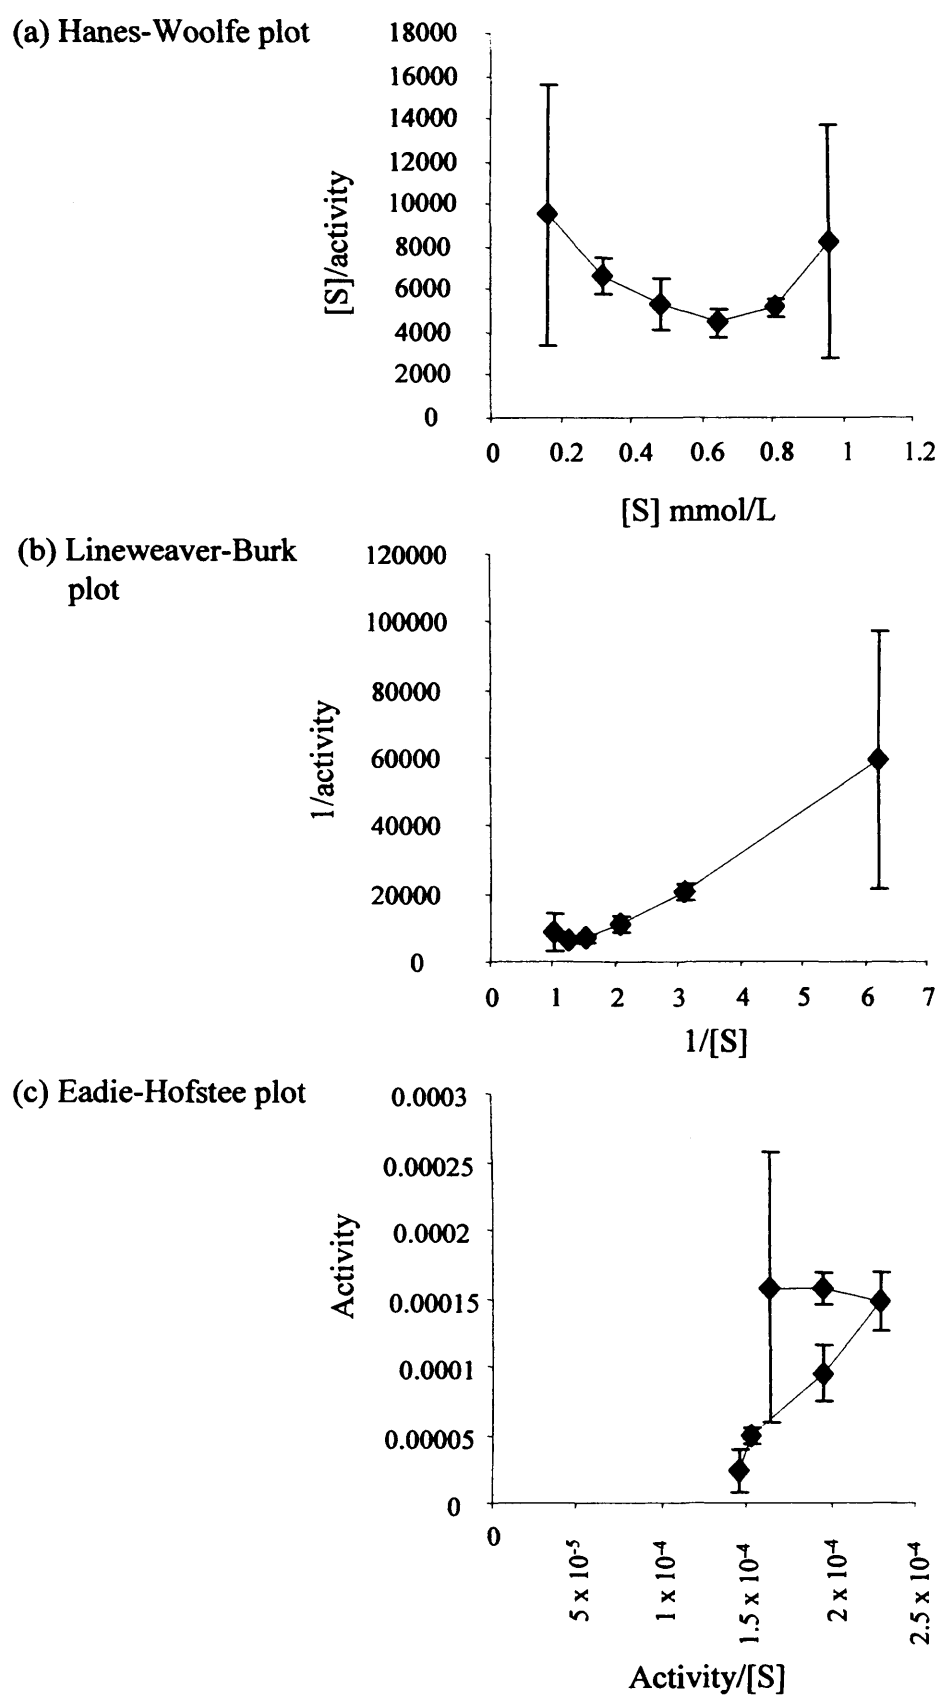 (a) Hanes-Woolfe plot
18000
16000
14000
12000
10000
8000
6000
4000
2000
0
[S]/activity
0 0.2 0.4 0.6 0.8 1 1.2
[S] mmol/L
(b) Lineweaver-Burk
plot
120000
100000
80000
60000
40000
20000
0
1/activity
0 1 2 3 4 5 6 7
1/[S]
(c) Eadie-Hofstee plot
0.0003
0.00025
0.0002
0.00015
0.0001
0.00005
0
Activity
0 5 x 10⁻⁵ 1 x 10⁻⁴ 1.5 x 10⁻⁴ 2 x 10⁻⁴ 2.5 x 10⁻⁴
Activity/[S]